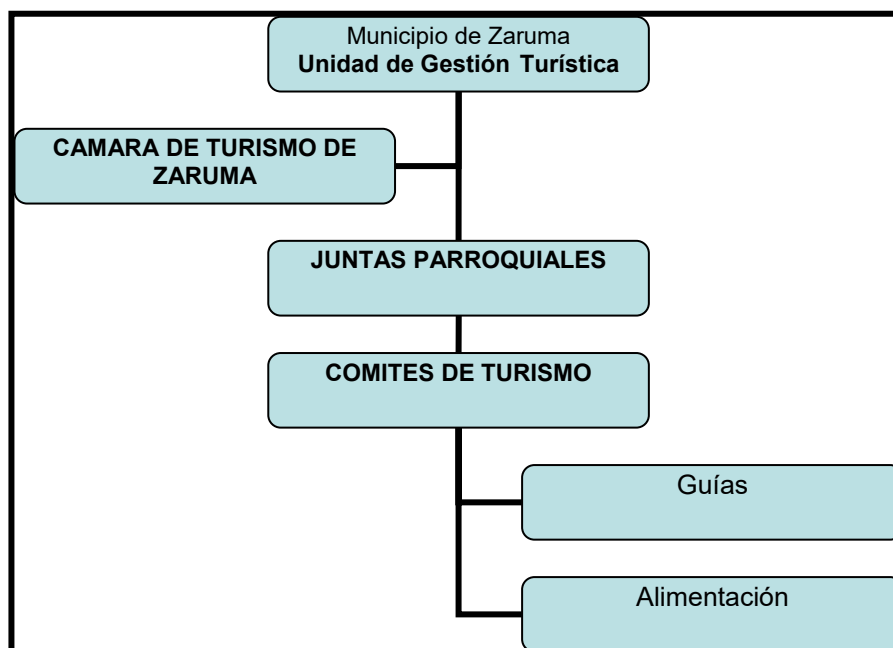 Municipio de Zaruma
Unidad de Gestión Turística
CAMARA DE TURISMO DE
ZARUMA
JUNTAS PARROQUIALES
COMITES DE TURISMO
Guías
Alimentación